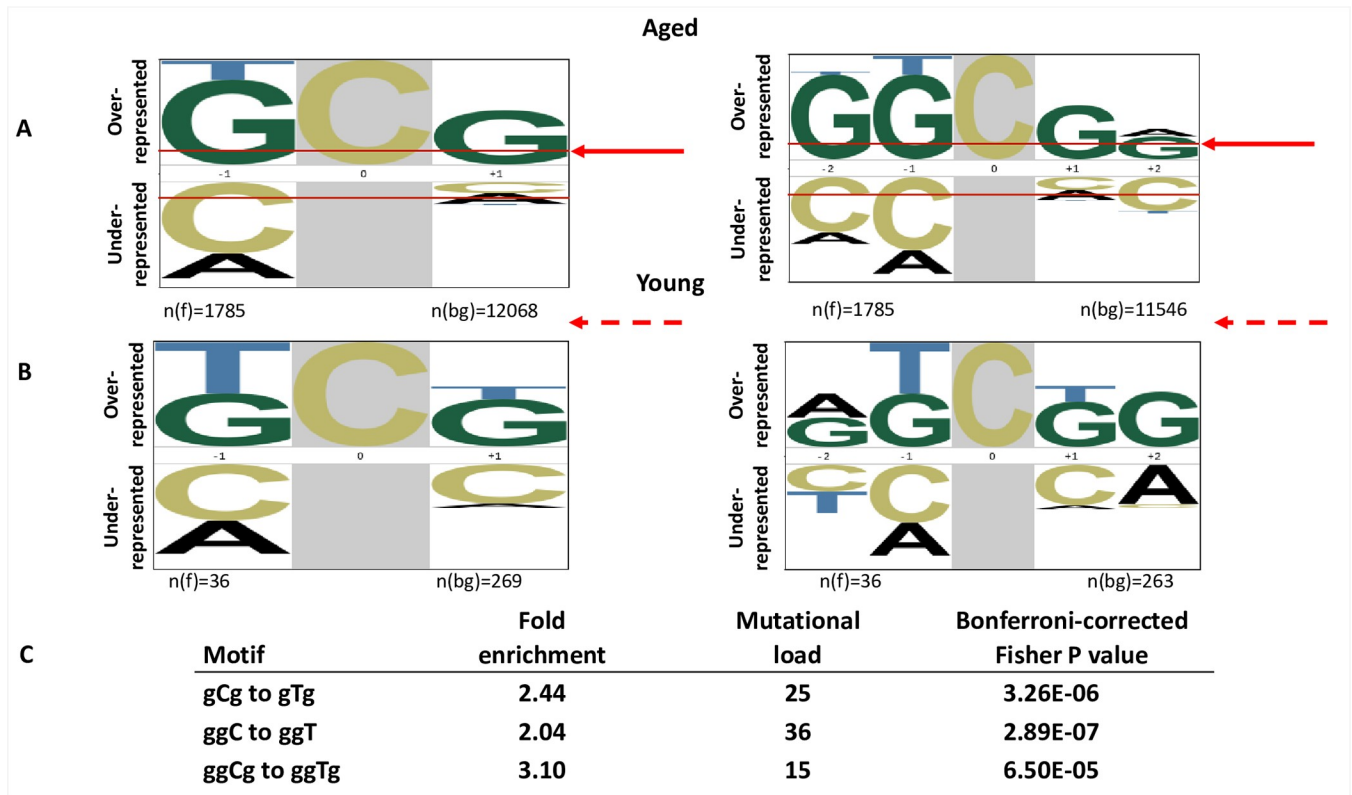 Aged
A
Over-represented
T G C G
T G T G C G A G
-1 0 +1
-2 -1 0 +1 +2
Under-represented
C A C A
C A C A C A C T
n(f)=1785 n(bg)=12068
n(f)=1785 n(bg)=11546
Young
B
Over-represented
T G C T G
A G T G C T G G
-1 0 +1
-2 -1 0 +1 +2
Under-represented
C A C A
C T C A C A A
n(f)=36 n(bg)=269
n(f)=36 n(bg)=263
C
Fold Mutational Bonferroni-corrected
Motif enrichment load Fisher P value
gCg to gTg 2.44 25 3.26E-06
ggC to ggT 2.04 36 2.89E-07
ggCg to ggTg 3.10 15 6.50E-05